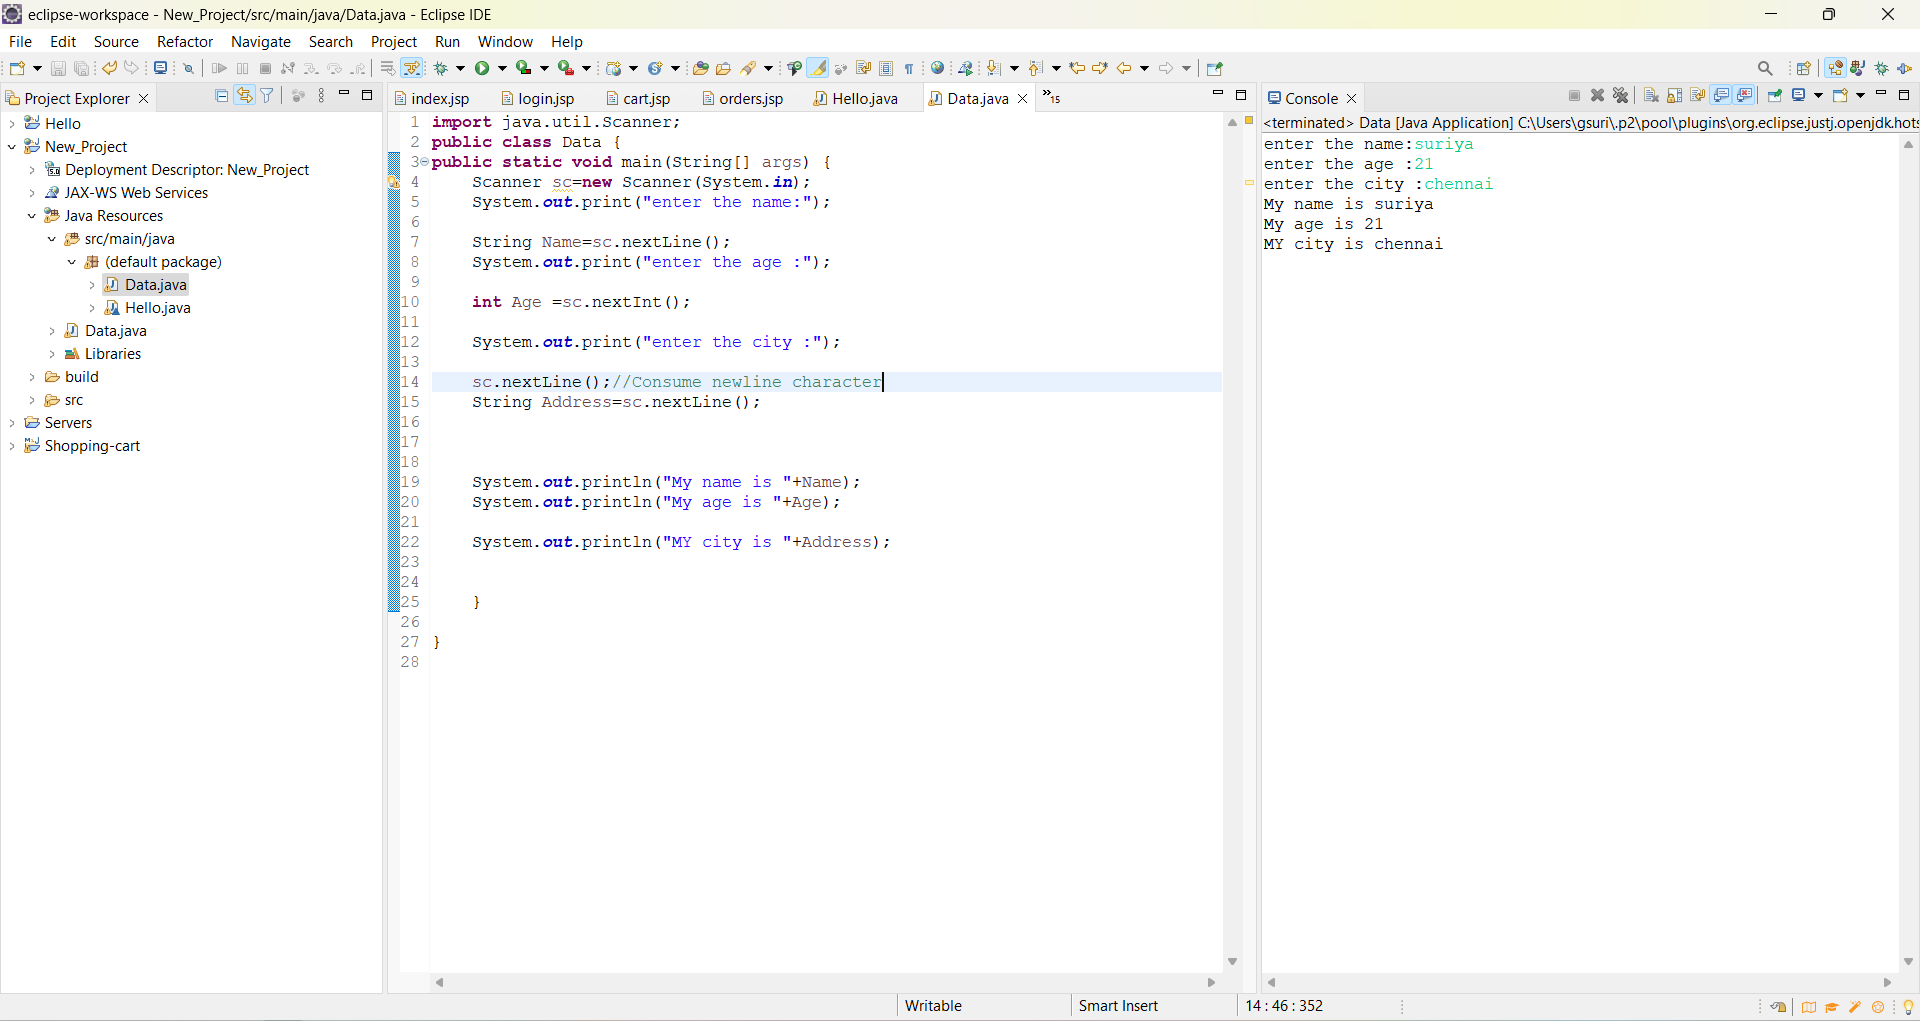 eclipse-workspace - New_Project/src/main/java/Data.java - Eclipse IDE
File Edit Source Refactor Navigate Search Project Run Window Help
Project Explorer
Hello
New_Project
Deployment Descriptor: New_Project
JAX-WS Web Services
Java Resources
src/main/java
(default package)
Data.java
Hello.java
Data.java
Libraries
build
src
Servers
Shopping-cart
index.jsp login.jsp cart.jsp orders.jsp Hello.java Data.java »15
1 import java.util.Scanner;
2 public class Data {
3 public static void main(String[] args) {
4 Scanner sc=new Scanner(System.in);
5 System.out.print("enter the name:");
6
7 String Name=sc.nextLine();
8 System.out.print("enter the age :");
9
10 int Age =sc.nextInt();
11
12 System.out.print("enter the city :");
13
14 sc.nextLine();//Consume newline character
15 String Address=sc.nextLine();
16
17
18
19 System.out.println("My name is "+Name);
20 System.out.println("My age is "+Age);
21
22 System.out.println("MY city is "+Address);
23
24
25 }
26
27 }
28
Console
<terminated> Data [Java Application] C:\Users\gsuri\.p2\pool\plugins\org.eclipse.justj.openjdk.hots
enter the name:suriya
enter the age :21
enter the city :chennai
My name is suriya
My age is 21
MY city is chennai
Writable Smart Insert 14 : 46 : 352